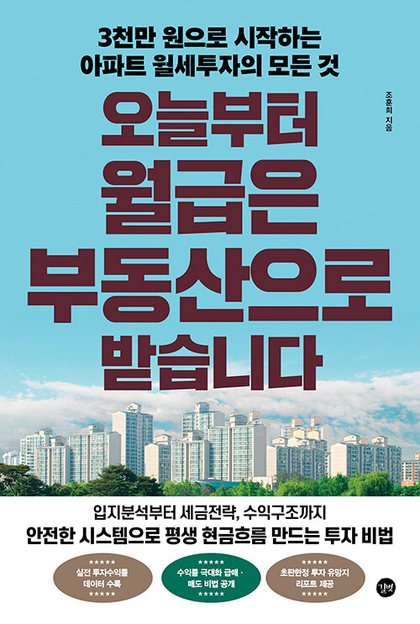 3천만 원으로 시작하는
아파트 월세투자의 모든 것
조훈희 지음
오늘부터
월급은
부동산으로
받습니다
입지분석부터 세금전략, 수익구조까지
안전한 시스템으로 평생 현금흐름 만드는 투자 비법
★★★★★
실전 투자수익률
데이터 수록
★★★★★
수익률 극대화 급매·
매도 비법 공개
★★★★★
초판한정 투자 유망지
리포트 제공
길벗